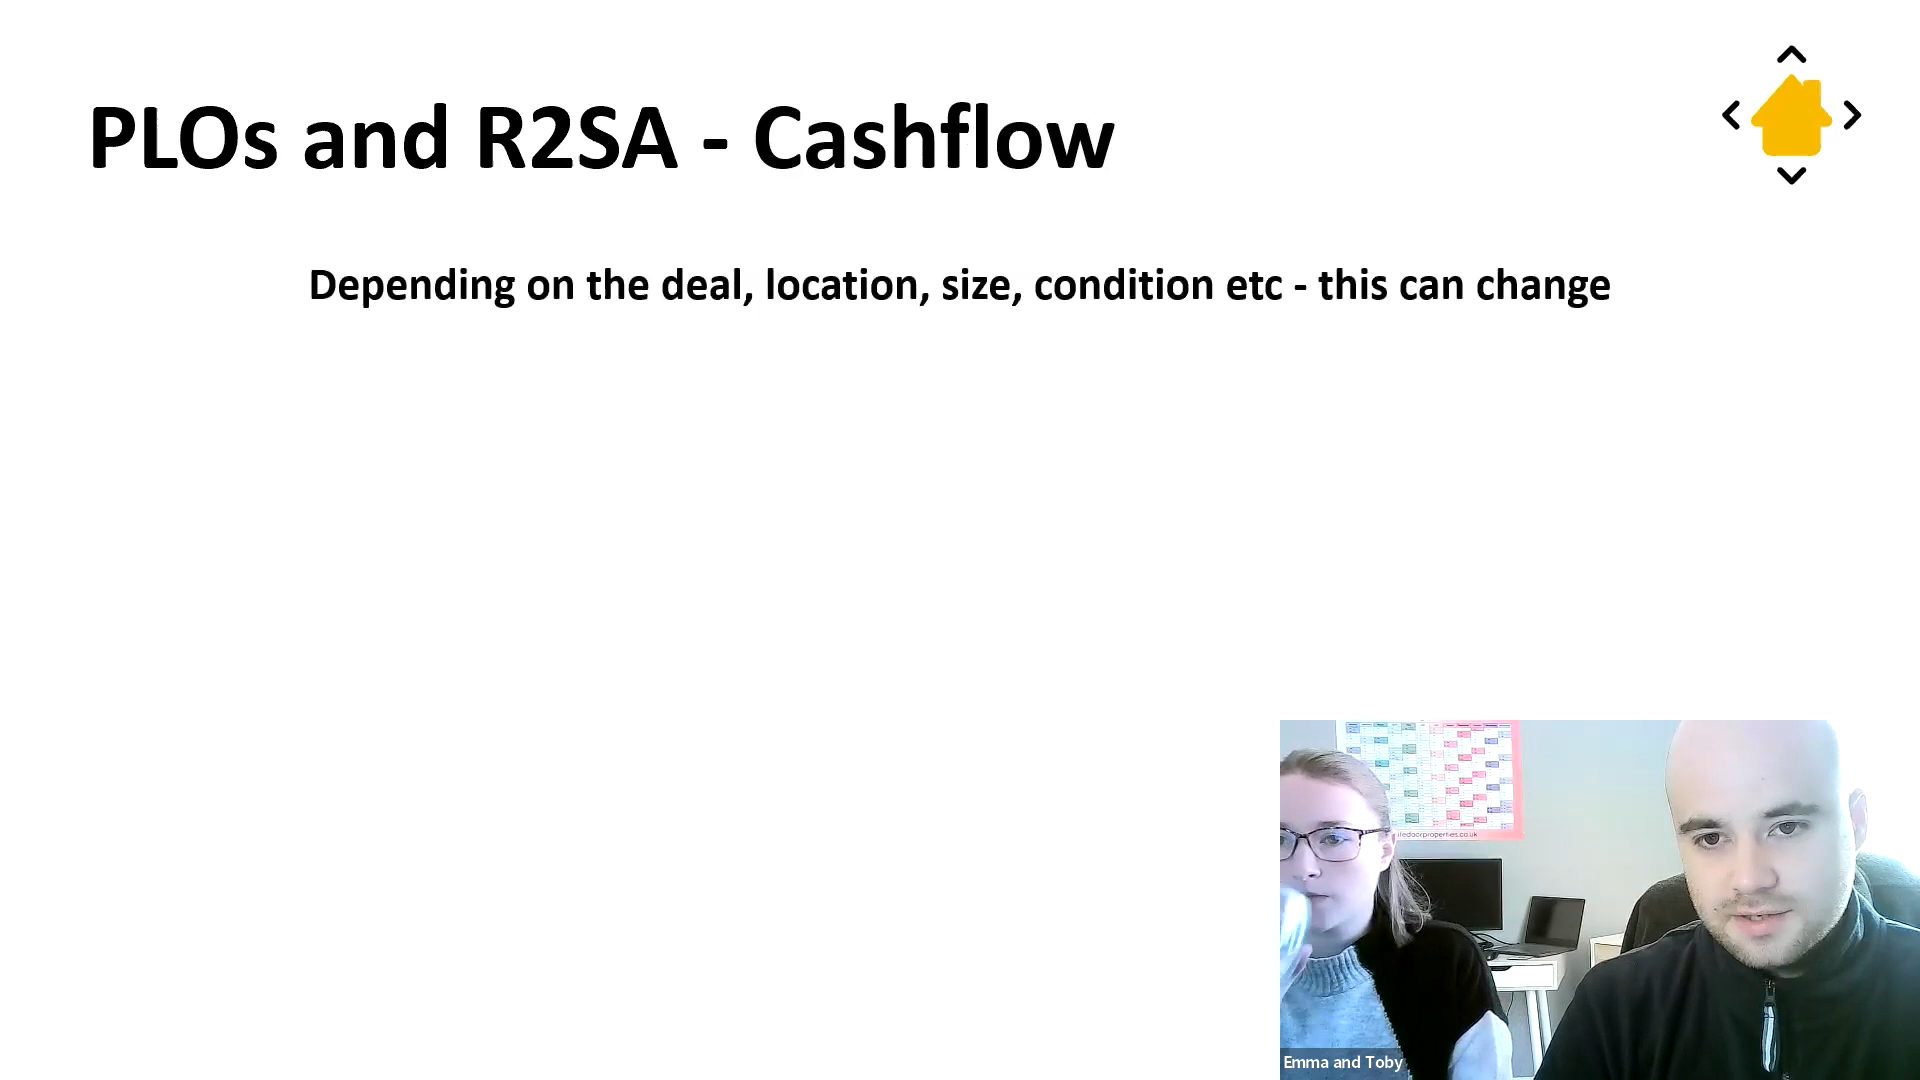 PLOs and R2SA - Cashflow
Depending on the deal, location, size, condition etc - this can change
Emma and Toby